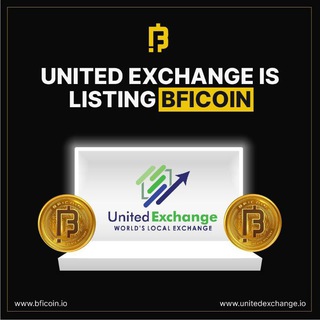 UNITED EXCHANGE IS
LISTING BFICOIN
United Exchange
WORLD'S LOCAL EXCHANGE
www.bficoin.io
www.unitedexchange.io